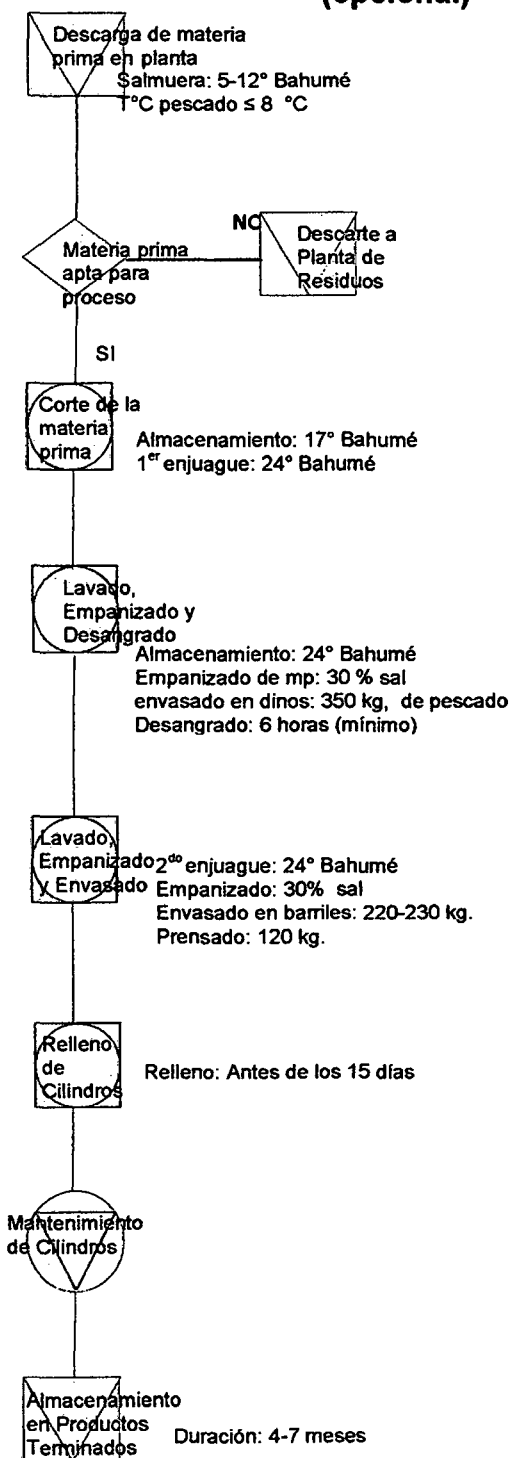 (opcional)
Descarga de materia
prima en planta
Salmuera: 5-12° Bahumé
T°C pescado ≤ 8 °C
Materia prima
apta para
proceso
NO
Descarte a
Planta de
Residuos
SI
Corte de la
materia
prima
Almacenamiento: 17° Bahumé
1er enjuague: 24° Bahumé
Lavado,
Empanizado y
Desangrado
Almacenamiento: 24° Bahumé
Empanizado de mp: 30 % sal
envasado en dinos: 350 kg, de pescado
Desangrado: 6 horas (mínimo)
Lavado,
Empanizado
y Envasado
2do enjuague: 24° Bahumé
Empanizado: 30% sal
Envasado en barriles: 220-230 kg.
Prensado: 120 kg.
Relleno
de
Cilindros
Relleno: Antes de los 15 días
Mantenimiento
de Cilindros
Almacenamiento
en Productos
Terminados
Duración: 4-7 meses